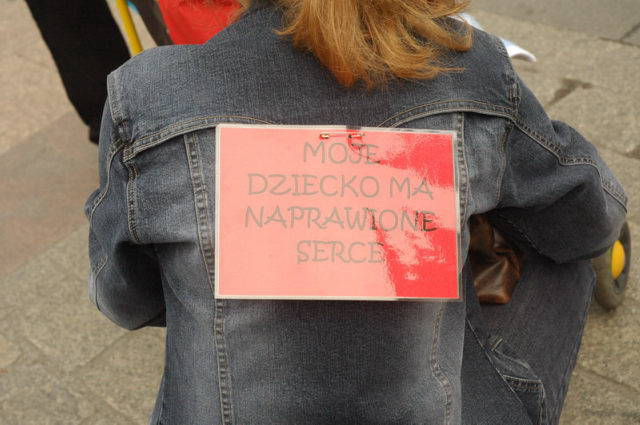 MOJE
DZIECKO MA
NAPRAWIONE
SERCE